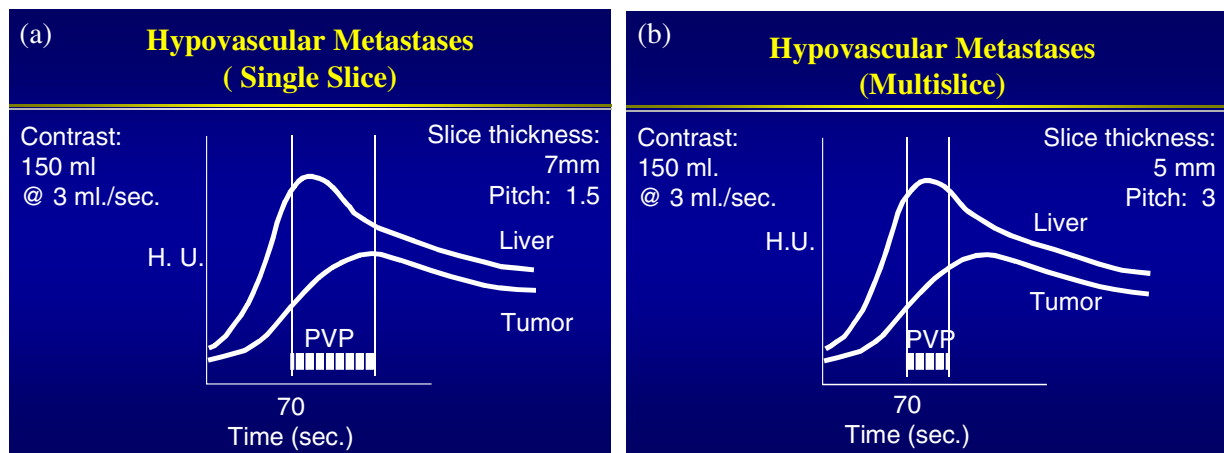 (a)
Hypovascular Metastases
( Single Slice)
Contrast:
150 ml
@ 3 ml./sec.
Slice thickness:
7mm
Pitch: 1.5
H. U.
Liver
Tumor
PVP
70
Time (sec.)
(b)
Hypovascular Metastases
(Multislice)
Contrast:
150 ml.
@ 3 ml./sec.
Slice thickness:
5 mm
Pitch: 3
H.U.
Liver
Tumor
PVP
70
Time (sec.)